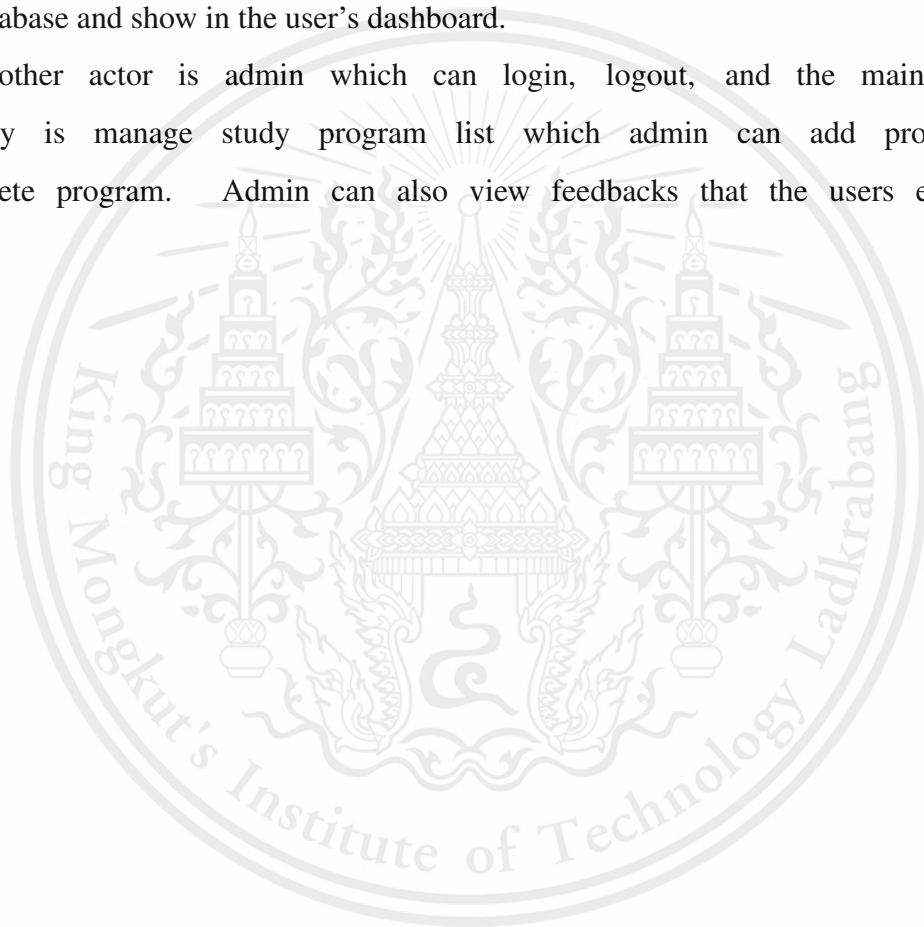 abase and show in the user’s dashboard.
other actor is admin which can login, logout, and the main
y is manage study program list which admin can add pro
ete program. Admin can also view feedbacks that the users e
King Mongkut's Institute of Technology Ladkrabang